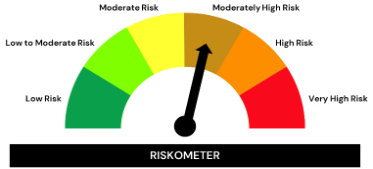 Moderate Risk
Moderately High Risk
Low to Moderate Risk
High Risk
Low Risk
Very High Risk
RISKOMETER